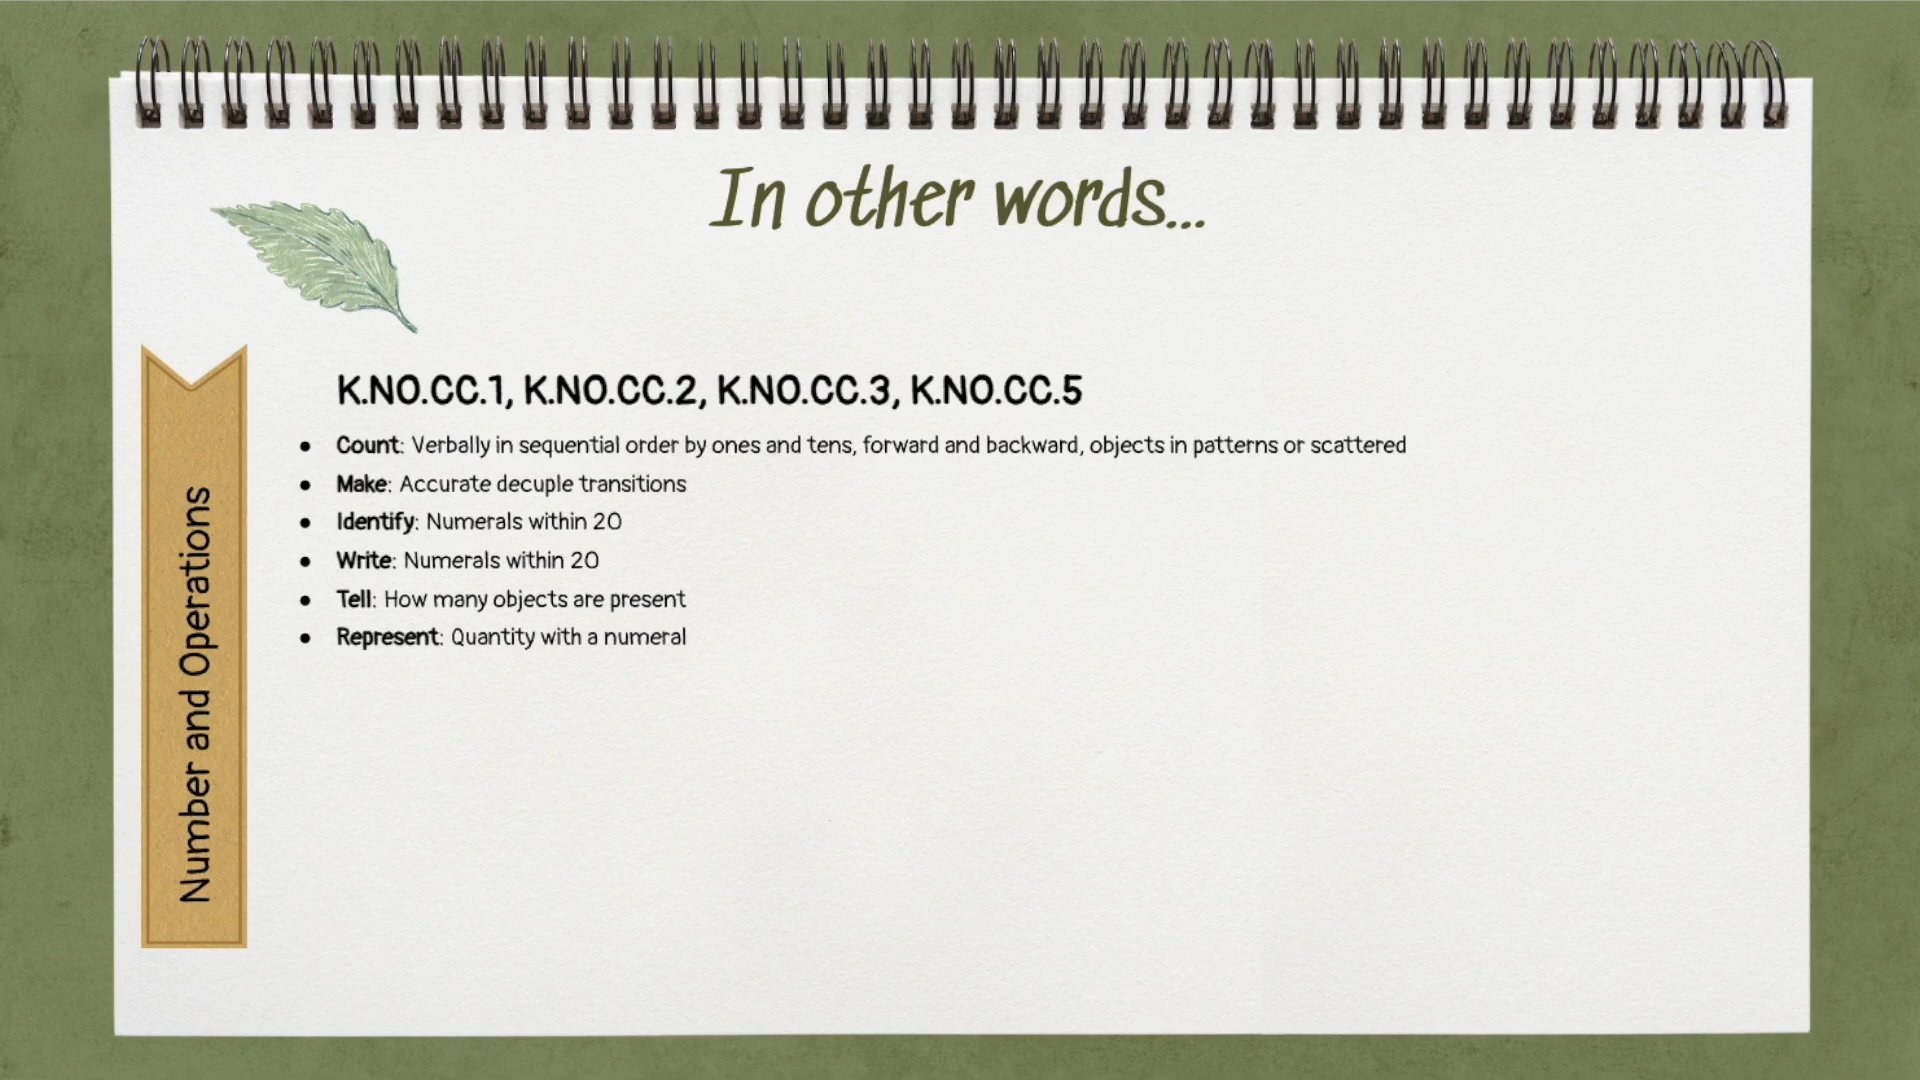 In other words...
Number and Operations
K.NO.CC.1, K.NO.CC.2, K.NO.CC.3, K.NO.CC.5
• Count: Verbally in sequential order by ones and tens, forward and backward, objects in patterns or scattered
• Make: Accurate decuple transitions
• Identify: Numerals within 20
• Write: Numerals within 20
• Tell: How many objects are present
• Represent: Quantity with a numeral